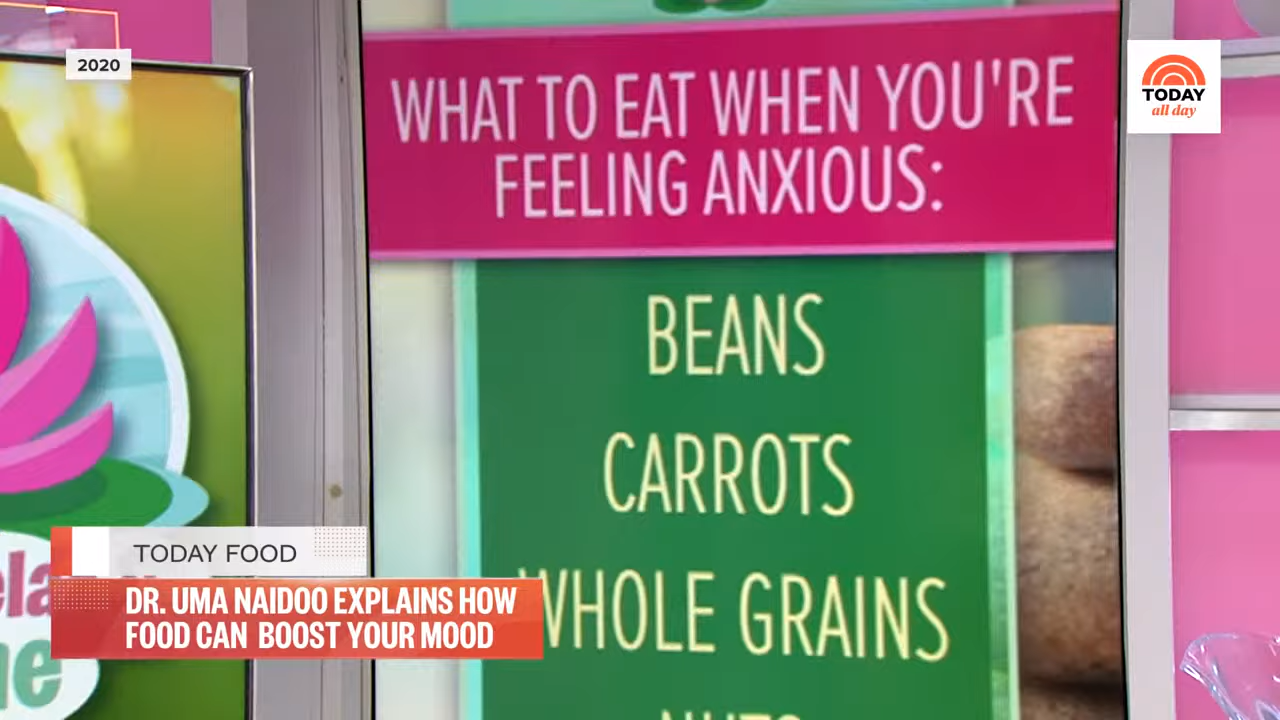 2020
TODAY
all day
WHAT TO EAT WHEN YOU'RE
FEELING ANXIOUS:
BEANS
CARROTS
WHOLE GRAINS
NUTS
TODAY FOOD
DR. UMA NAIDOO EXPLAINS HOW
FOOD CAN BOOST YOUR MOOD